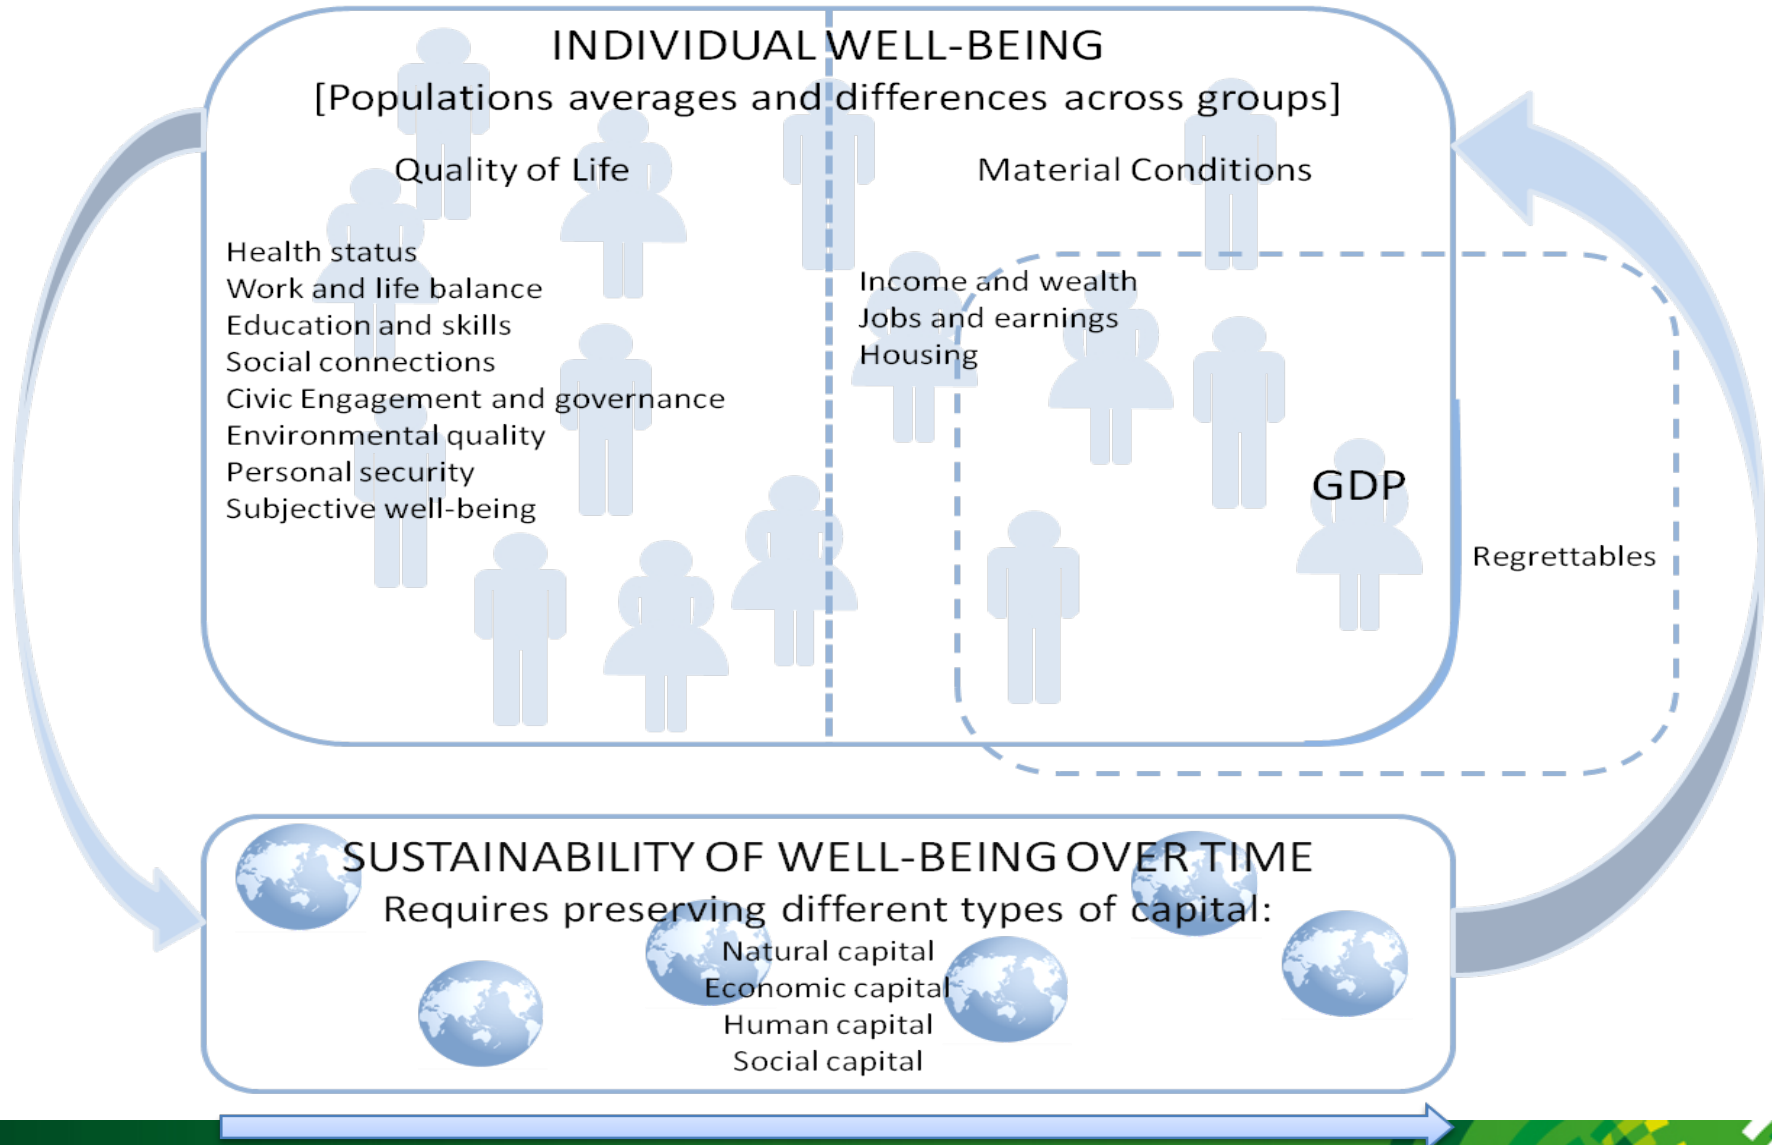 INDIVIDUAL WELL-BEING
[Populations averages and differences across groups]
Quality of Life
Health status
Work and life balance
Education and skills
Social connections
Civic Engagement and governance
Environmental quality
Personal security
Subjective well-being
Material Conditions
Income and wealth
Jobs and earnings
Housing
GDP
Regrettables
SUSTAINABILITY OF WELL-BEING OVER TIME
Requires preserving different types of capital:
Natural capital
Economic capital
Human capital
Social capital